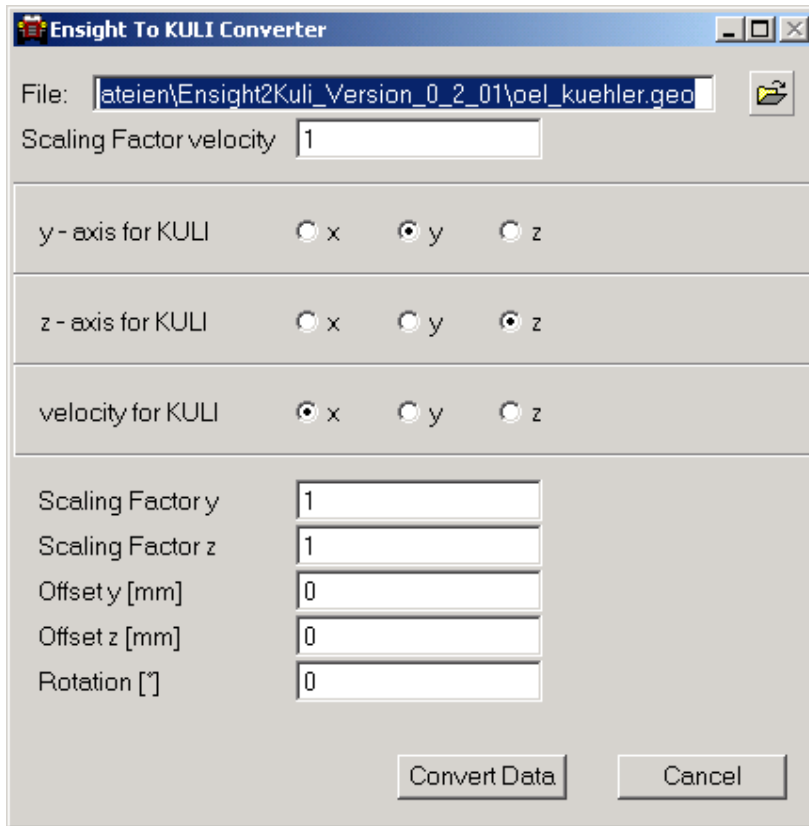 Ensight To KULI Converter
File: ateien\Ensight2Kuli_Version_0_2_01\oel_kuehler.geo
Scaling Factor velocity 1
y - axis for KULI x y z
z - axis for KULI x y z
velocity for KULI x y z
Scaling Factor y 1
Scaling Factor z 1
Offset y [mm] 0
Offset z [mm] 0
Rotation [°] 0
Convert Data Cancel